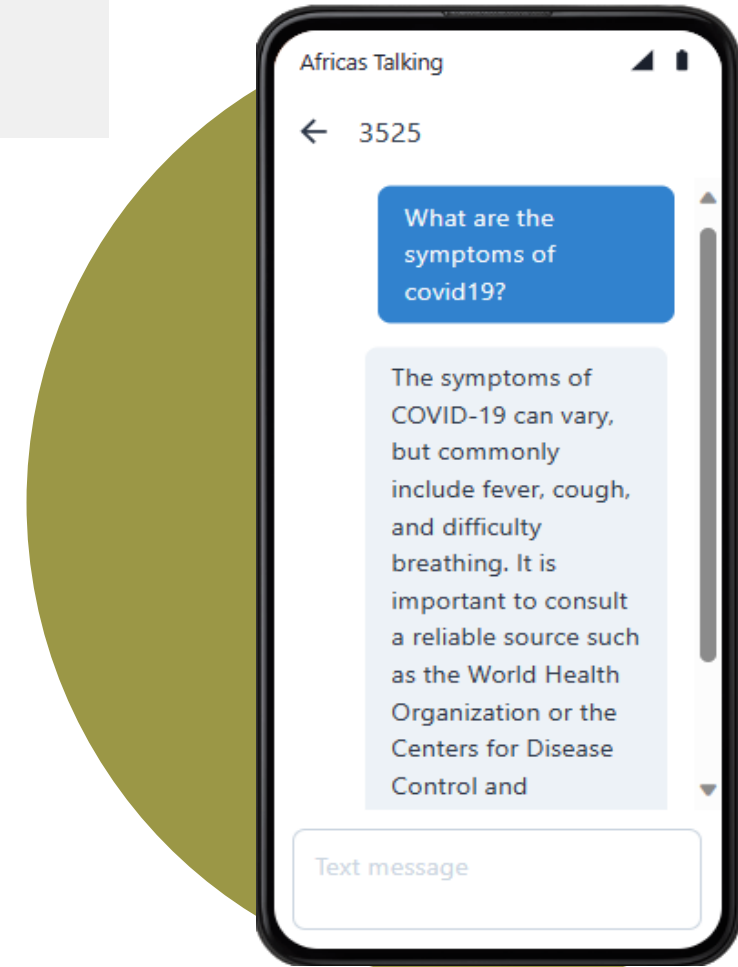 Africas Talking
3525
What are the
symptoms of
covid19?
The symptoms of
COVID-19 can vary,
but commonly
include fever, cough,
and difficulty
breathing. It is
important to consult
a reliable source such
as the World Health
Organization or the
Centers for Disease
Control and
Text message